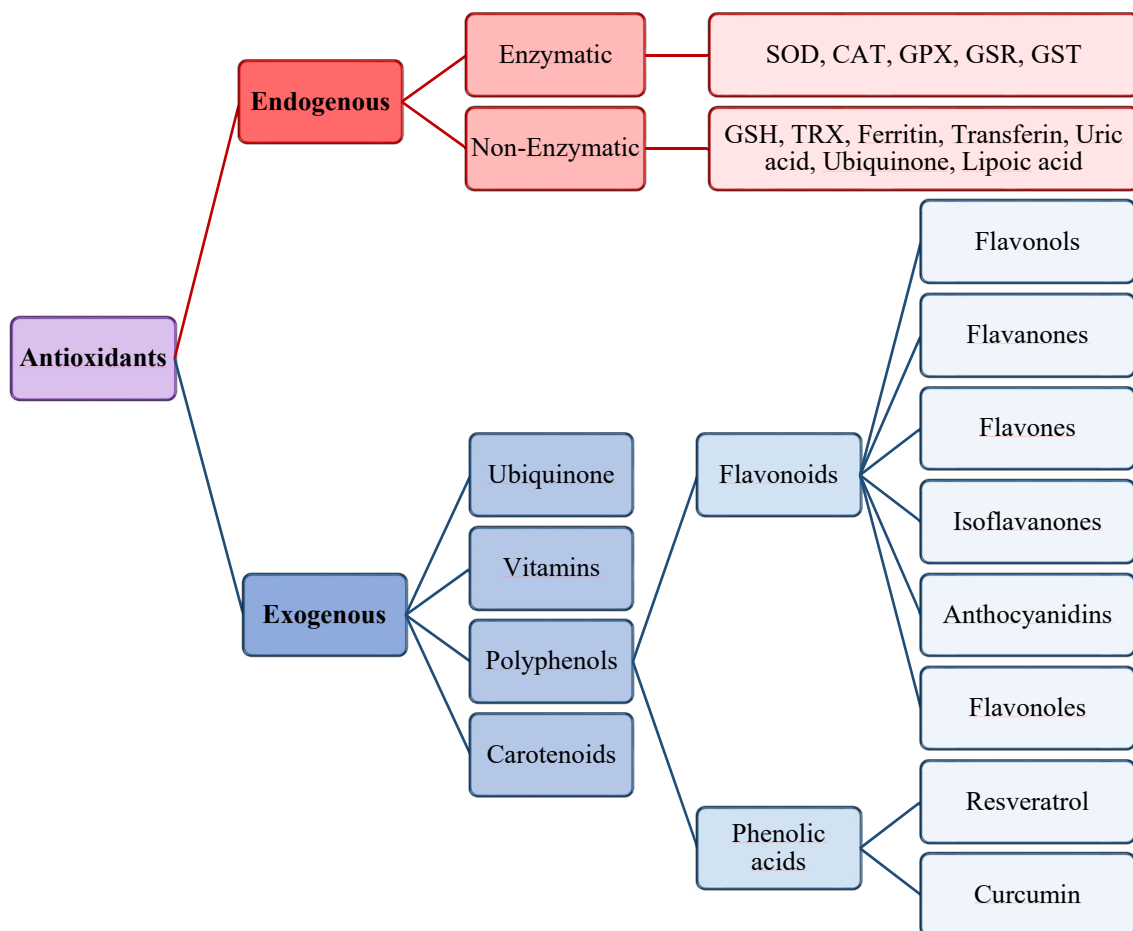 Antioxidants
Endogenous
Enzymatic
SOD, CAT, GPX, GSR, GST
Non-Enzymatic
GSH, TRX, Ferritin, Transferin, Uric
acid, Ubiquinone, Lipoic acid
Exogenous
Ubiquinone
Vitamins
Polyphenols
Carotenoids
Flavonoids
Flavonols
Flavanones
Flavones
Isoflavanones
Anthocyanidins
Flavonoles
Phenolic
acids
Resveratrol
Curcumin